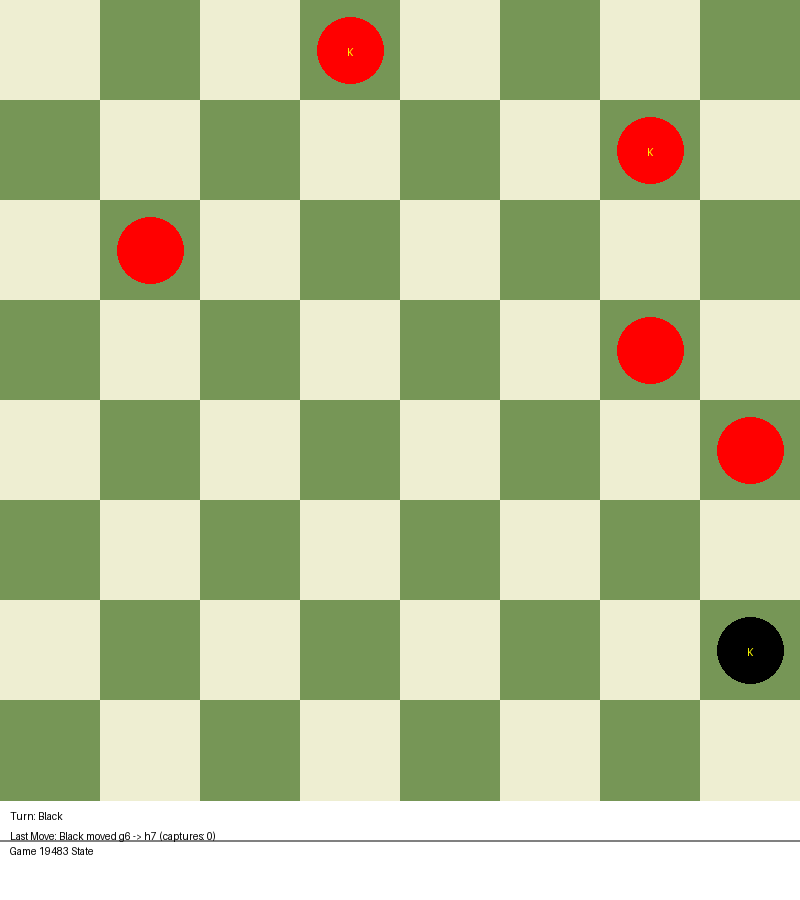 K
K
K
Turn: Black
Last Move: Black moved g6 -> h7 (captures: 0)
Game 19483 State